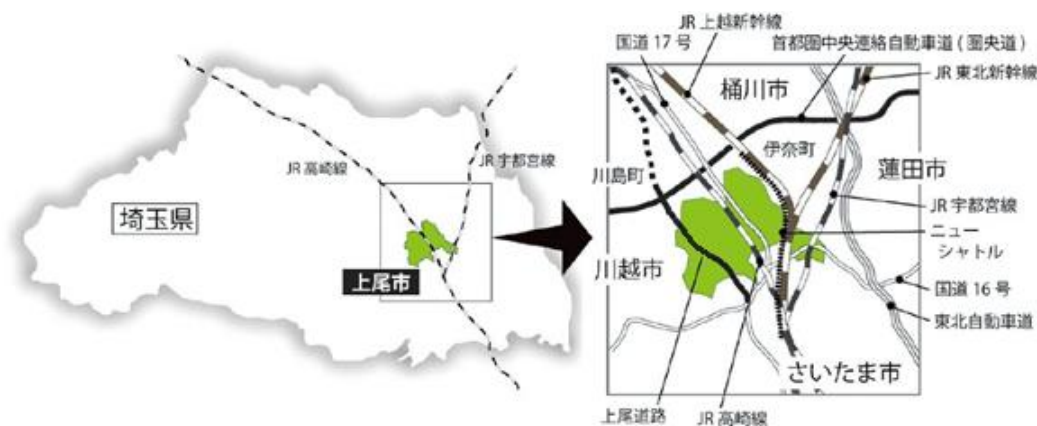 JR 上越新幹線
国道 17 号
首都圏中央連絡自動車道 ( 圏央道 )
JR 東北新幹線
桶川市
伊奈町
JR 高崎線
JR 宇都宮線
川島町
蓮田市
埼玉県
JR 宇都宮線
ニュー
シャトル
上尾市
川越市
国道 16 号
東北自動車道
さいたま市
上尾道路
JR 高崎線